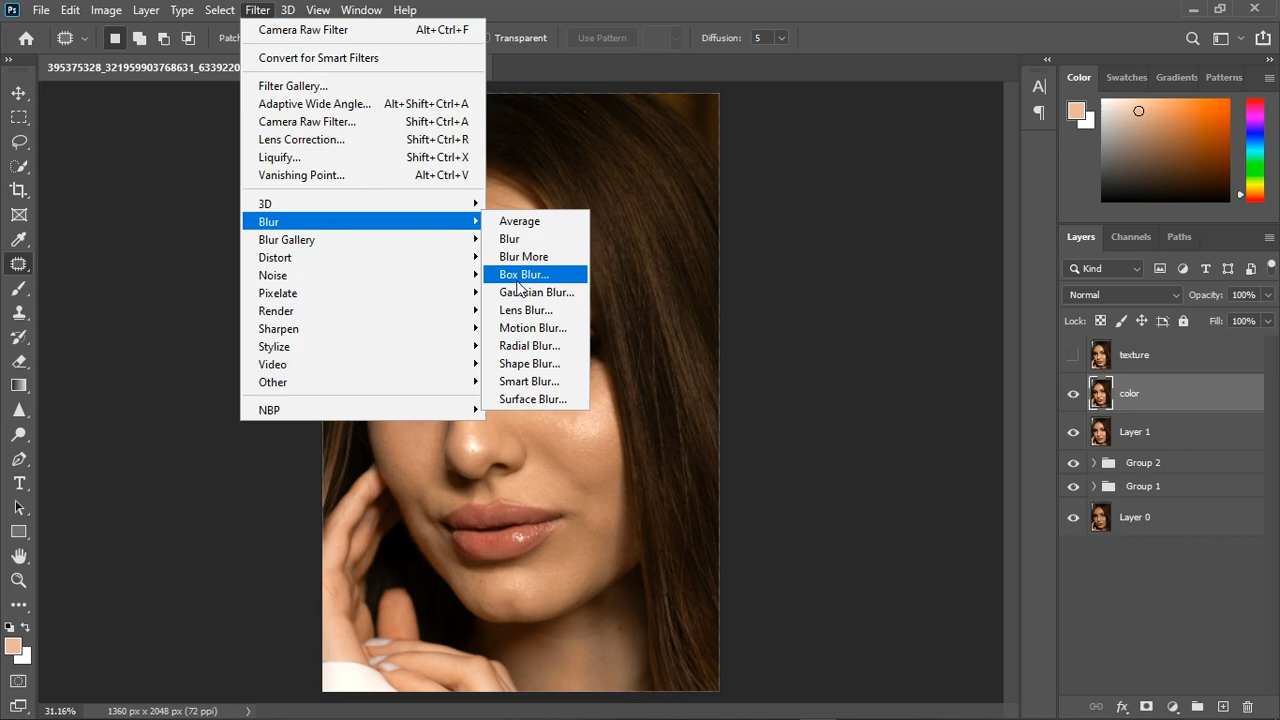 Ps File Edit Image Layer Type Select Filter 3D View Window Help
Patc Transparent Use Pattern Diffusion: 5
395375328_321959903768631_6339220
Camera Raw Filter Alt+Ctrl+F
Convert for Smart Filters
Filter Gallery...
Adaptive Wide Angle... Alt+Shift+Ctrl+A
Camera Raw Filter... Shift+Ctrl+A
Lens Correction... Shift+Ctrl+R
Liquify... Shift+Ctrl+X
Vanishing Point... Alt+Ctrl+V
3D
Blur
Blur Gallery
Distort
Noise
Pixelate
Render
Sharpen
Stylize
Video
Other
NBP
Average
Blur
Blur More
Box Blur...
Gaussian Blur...
Lens Blur...
Motion Blur...
Radial Blur...
Shape Blur...
Smart Blur...
Surface Blur...
Color Swatches Gradients Patterns
Layers Channels Paths
Kind
Normal Opacity: 100%
Lock: Fill: 100%
texture
color
Layer 1
Group 2
Group 1
Layer 0
31.16% 1360 px x 2048 px (72 ppi)